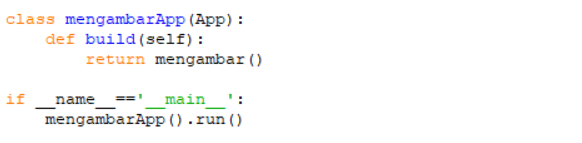 class mengambarApp(App):
    def build(self):
        return mengambar()

if __name__=='__main__':
    mengambarApp().run()